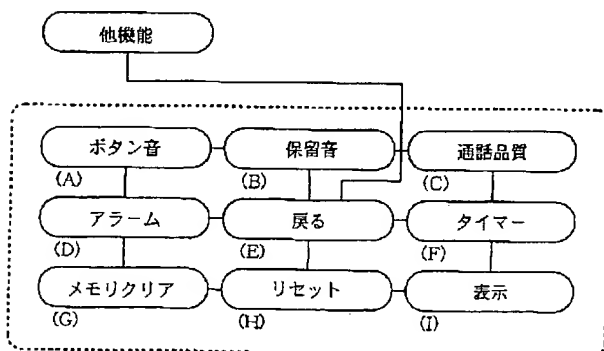 他機能
ボタン音
保留音
通話品質
(A)
(B)
(C)
アラーム
戻る
タイマー
(D)
(E)
(F)
メモリクリア
リセット
表示
(G)
(H)
(I)